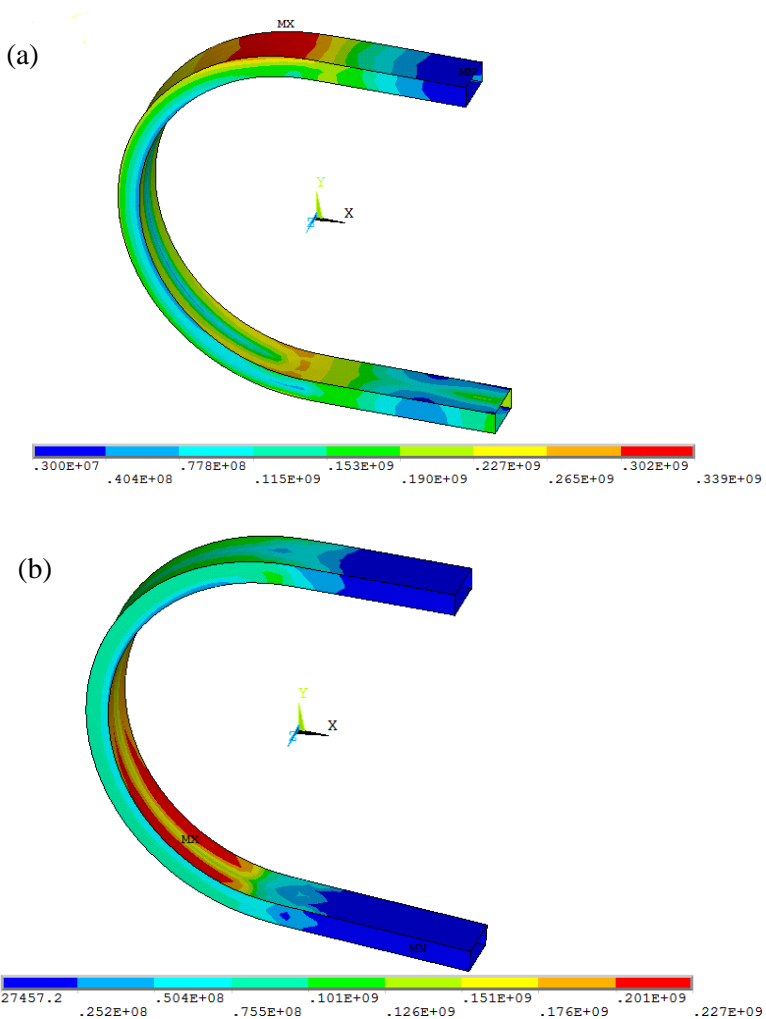 (a)
MX
MN
Y
X
Z
.300E+07 .778E+08 .153E+09 .227E+09 .302E+09
.404E+08 .115E+09 .190E+09 .265E+09 .339E+09
(b)
Y
X
Z
MX
MN
27457.2 .504E+08 .101E+09 .151E+09 .201E+09
.252E+08 .755E+08 .126E+09 .176E+09 .227E+09